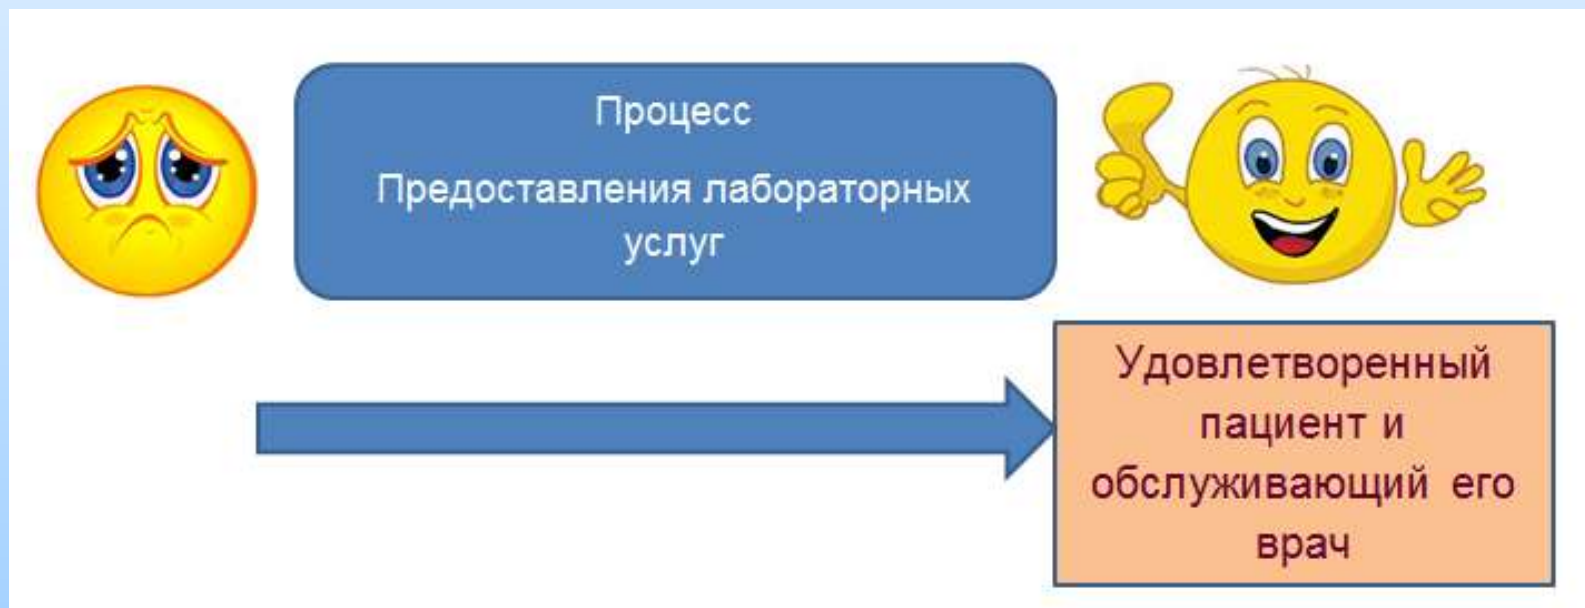 Процесс
Предоставления лабораторных
услуг
Удовлетворенный
пациент и
обслуживающий его
врач